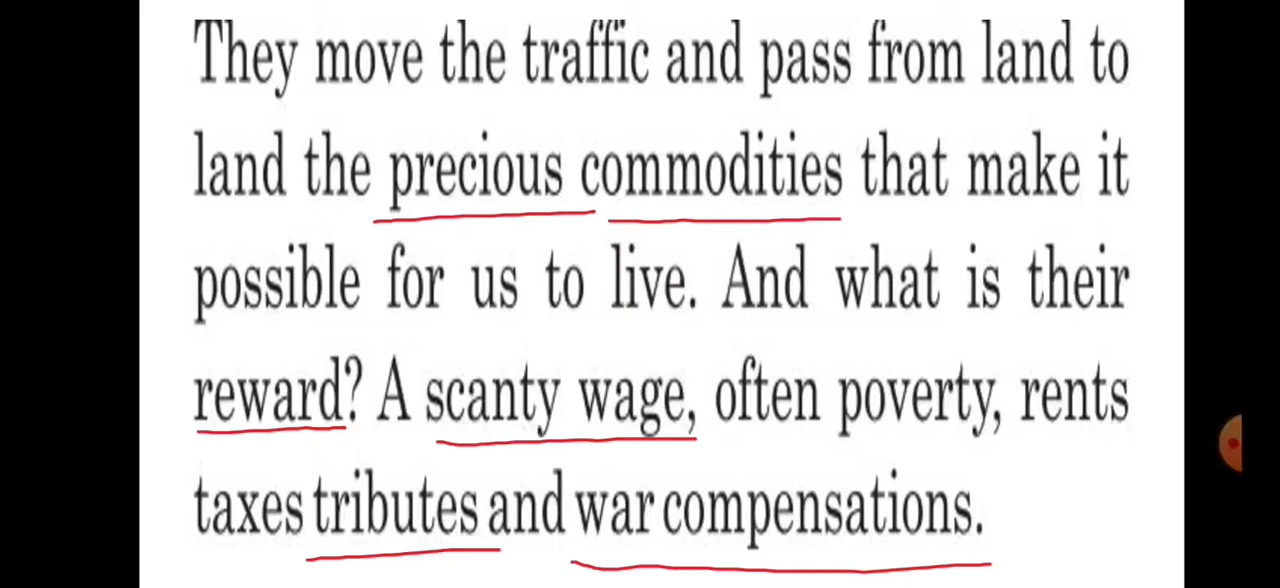 They move the traffic and pass from land to
land the precious commodities that make it
possible for us to live. And what is their
reward? A scanty wage, often poverty, rents
taxes tributes and war compensations.